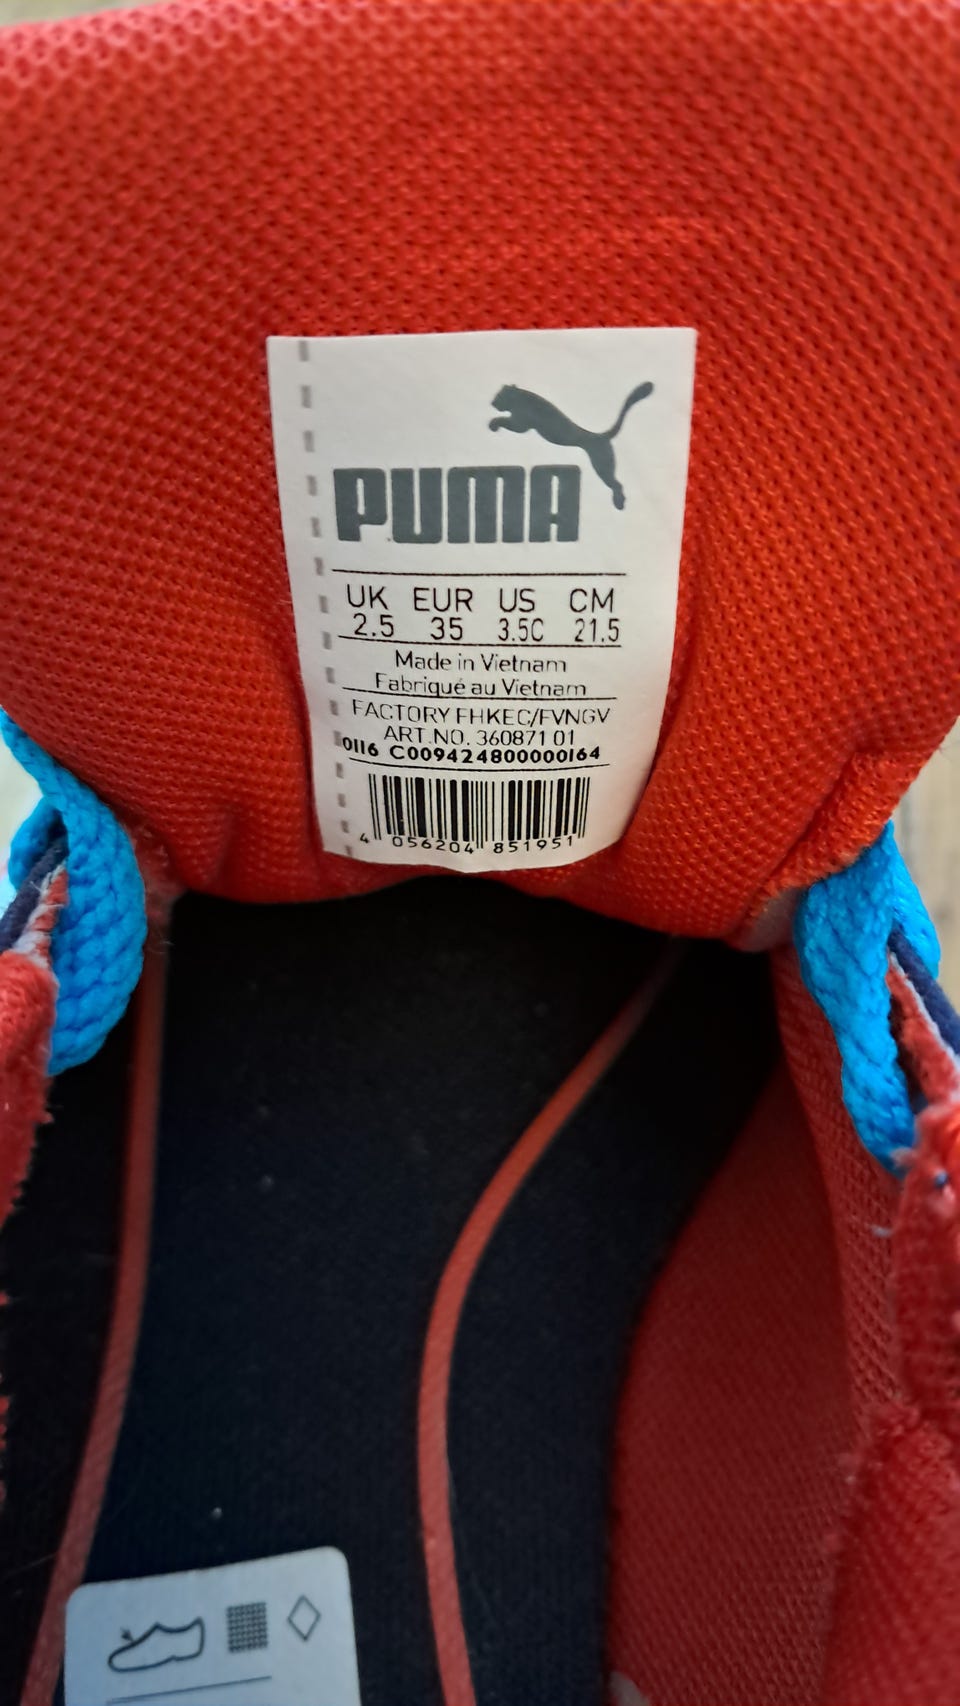 PUMA
UK EUR US CM
2.5 35 3.5C 21.5
Made in Vietnam
Fabriqué au Vietnam
FACTORY FHKEC/FVNGV
ART.NO. 360871 01
0116 C009424800000164
4 056204 851951